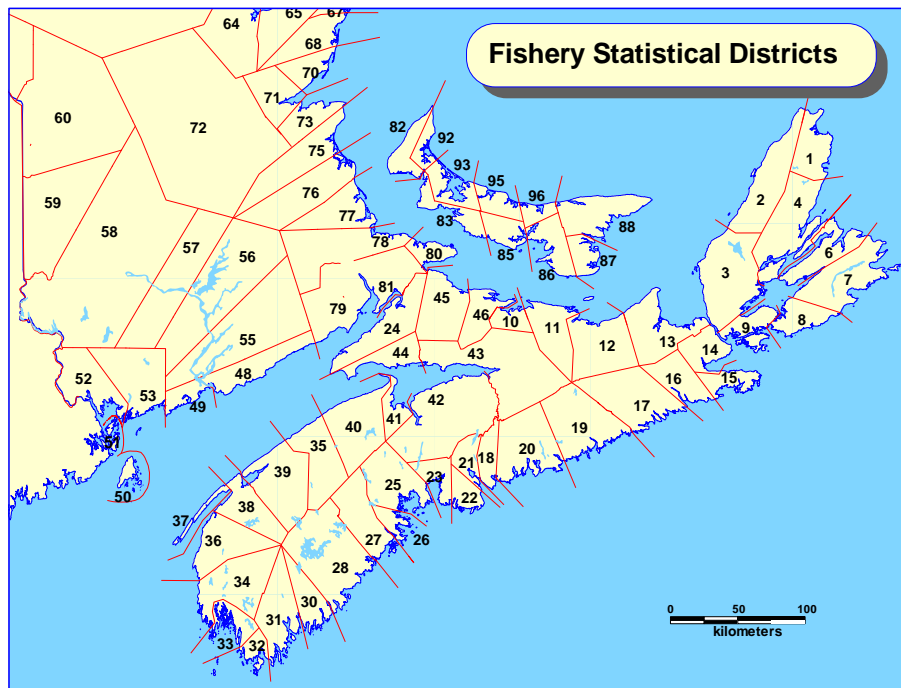 Fishery Statistical Districts
64 65 67
68
70
60 72 71 82 92
73
75 93 1
59 76 95 96 2 4
58 57 77 83 88
56 78 80 85 86 87 6
79 81 45 3 7
55 24 46 10 11 12 13 9 8
52 53 48 44 43 14
49 16 15
51 42
50 40 41 17
35 19
39 20
37 38 25 23 21 18
36 22
27 26
34 28
30
31
33 32
0 50 100
kilometers